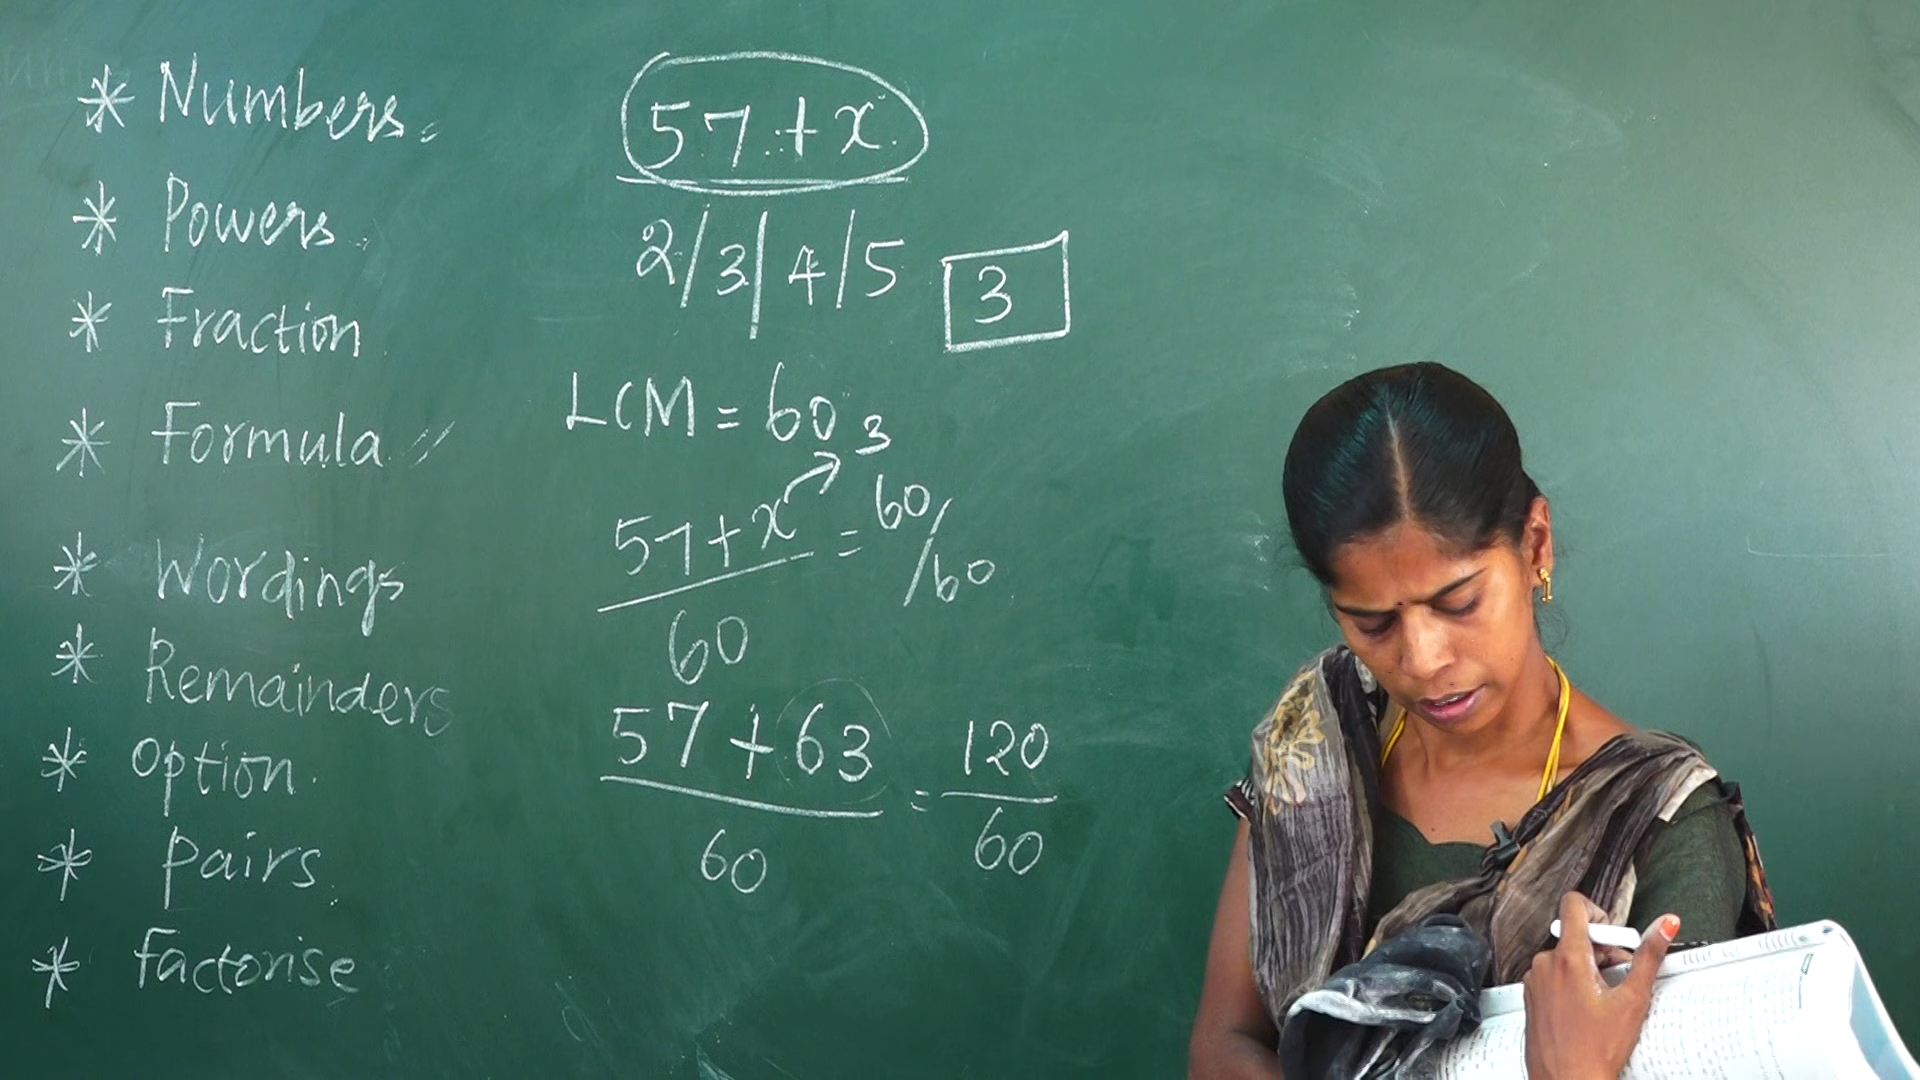 * Numbers.
* Powers
* Fraction
* Formula
* Wordings
* Remainders
* Option
* Pairs
* Factorise
57 + x
2/3/4/5
3
LCM = 60
3
57 + x = 60/60
60
57 + 63 = 120
60 60